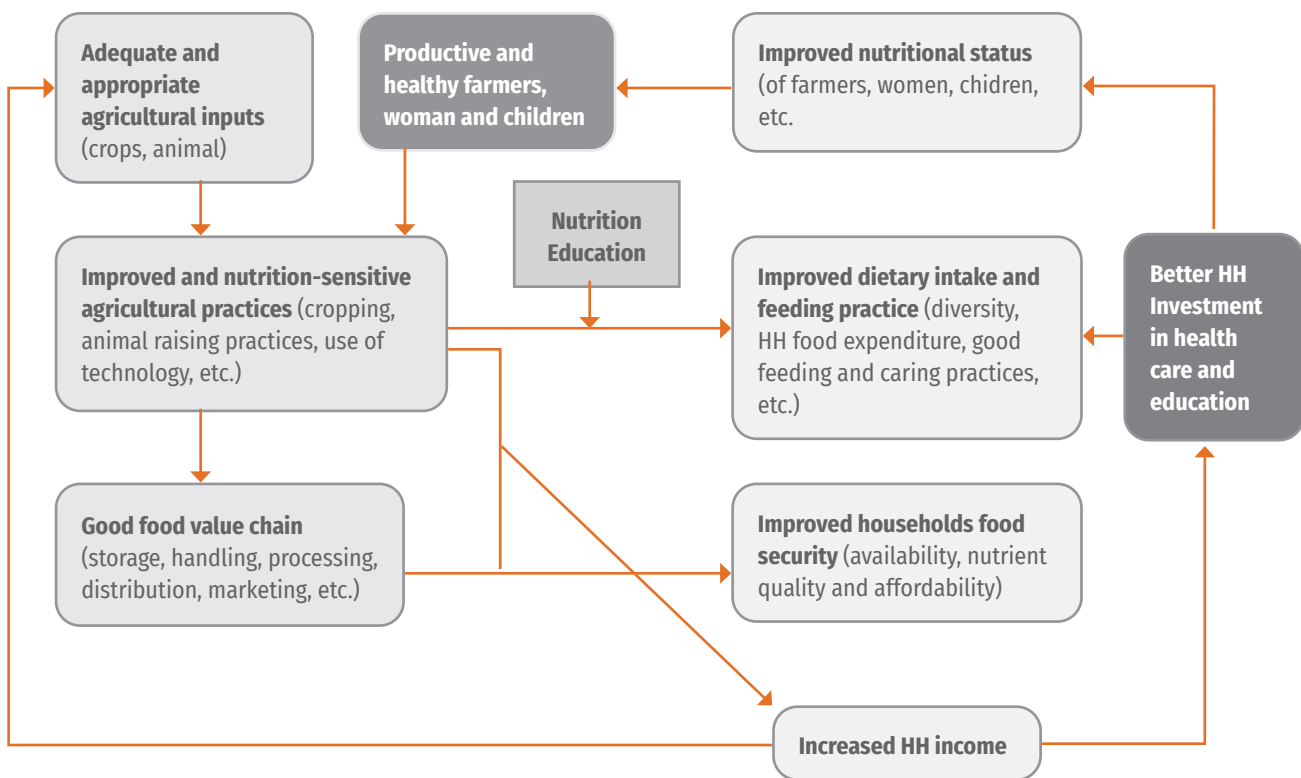 Adequate and
appropriate
agricultural inputs
(crops, animal)
Productive and
healthy farmers,
woman and children
Improved nutritional status
(of farmers, women, chidren,
etc.
Nutrition
Education
Improved and nutrition-sensitive
agricultural practices (cropping,
animal raising practices, use of
technology, etc.)
Improved dietary intake and
feeding practice (diversity,
HH food expenditure, good
feeding and caring practices,
etc.)
Better HH
Investment
in health
care and
education
Good food value chain
(storage, handling, processing,
distribution, marketing, etc.)
Improved households food
security (availability, nutrient
quality and affordability)
Increased HH income